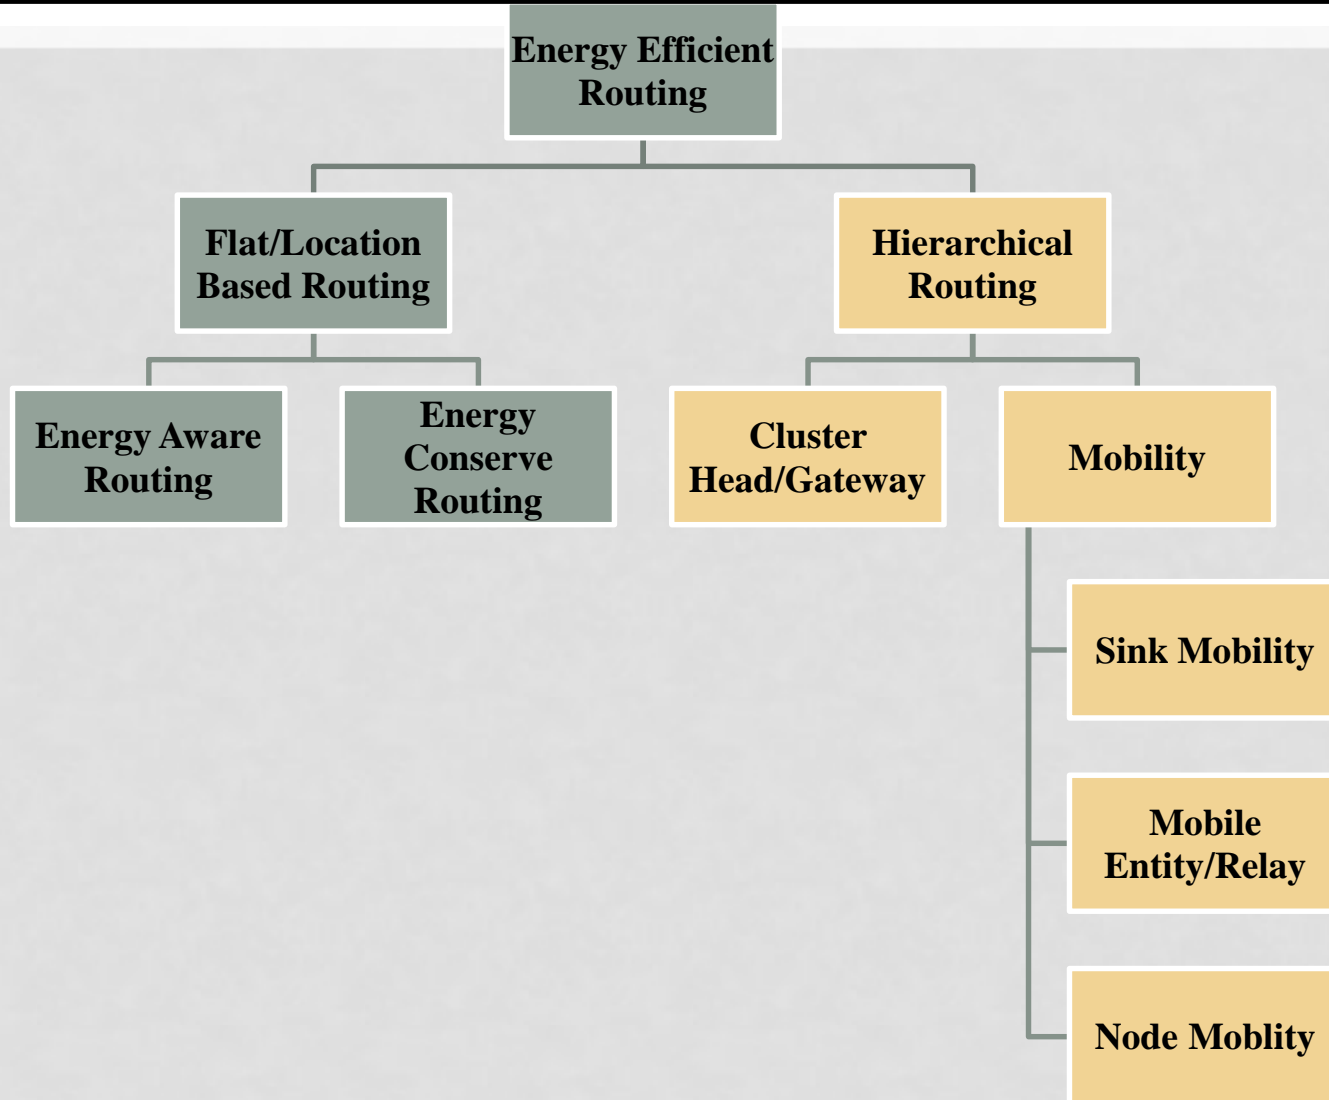 Energy Efficient
Routing
Flat/Location
Based Routing
Hierarchical
Routing
Energy Aware
Routing
Energy
Conserve
Routing
Cluster
Head/Gateway
Mobility
Sink Mobility
Mobile
Entity/Relay
Node Moblity